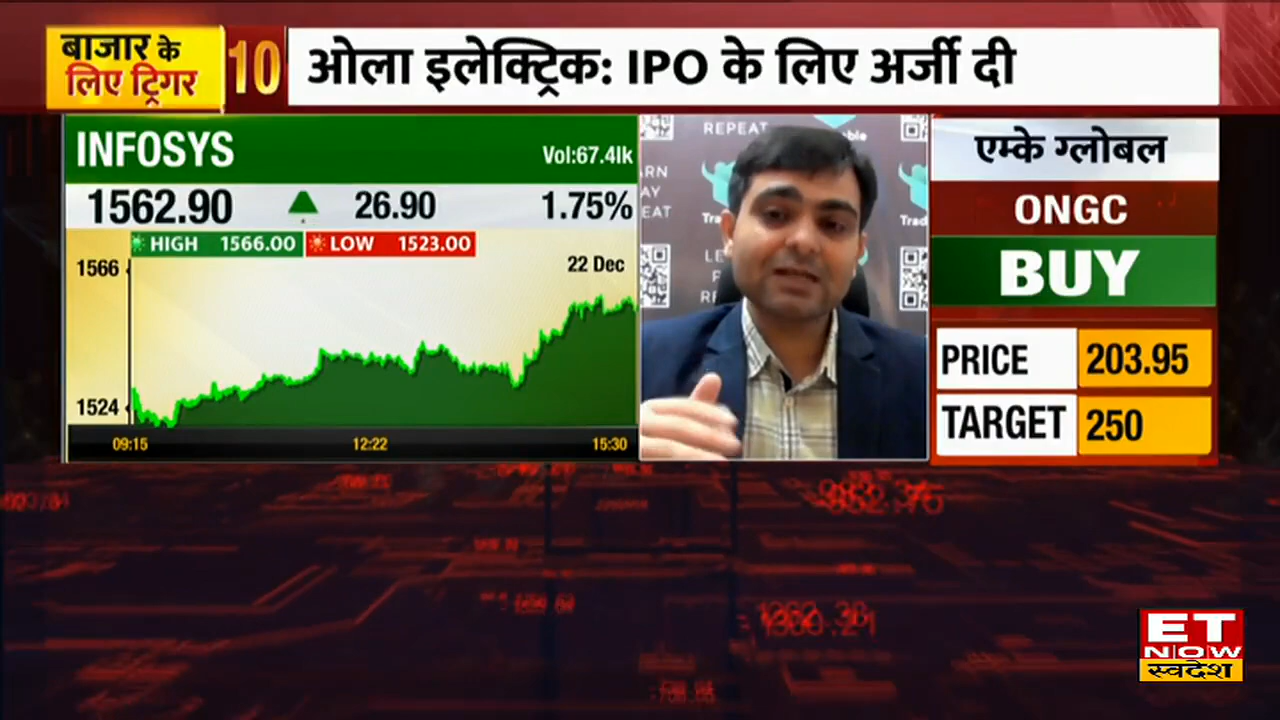 बाजार के
लिए ट्रिगर
10
ओला इलेक्ट्रिक: IPO के लिए अर्जी दी
INFOSYS
Vol:67.4lk
1562.90 ▲ 26.90 1.75%
HIGH 1566.00 LOW 1523.00
1566
22 Dec
1524
09:15 12:22 15:30
REPEAT
एम्के ग्लोबल
ONGC
BUY
PRICE 203.95
TARGET 250
ET
NOW
स्वदेश